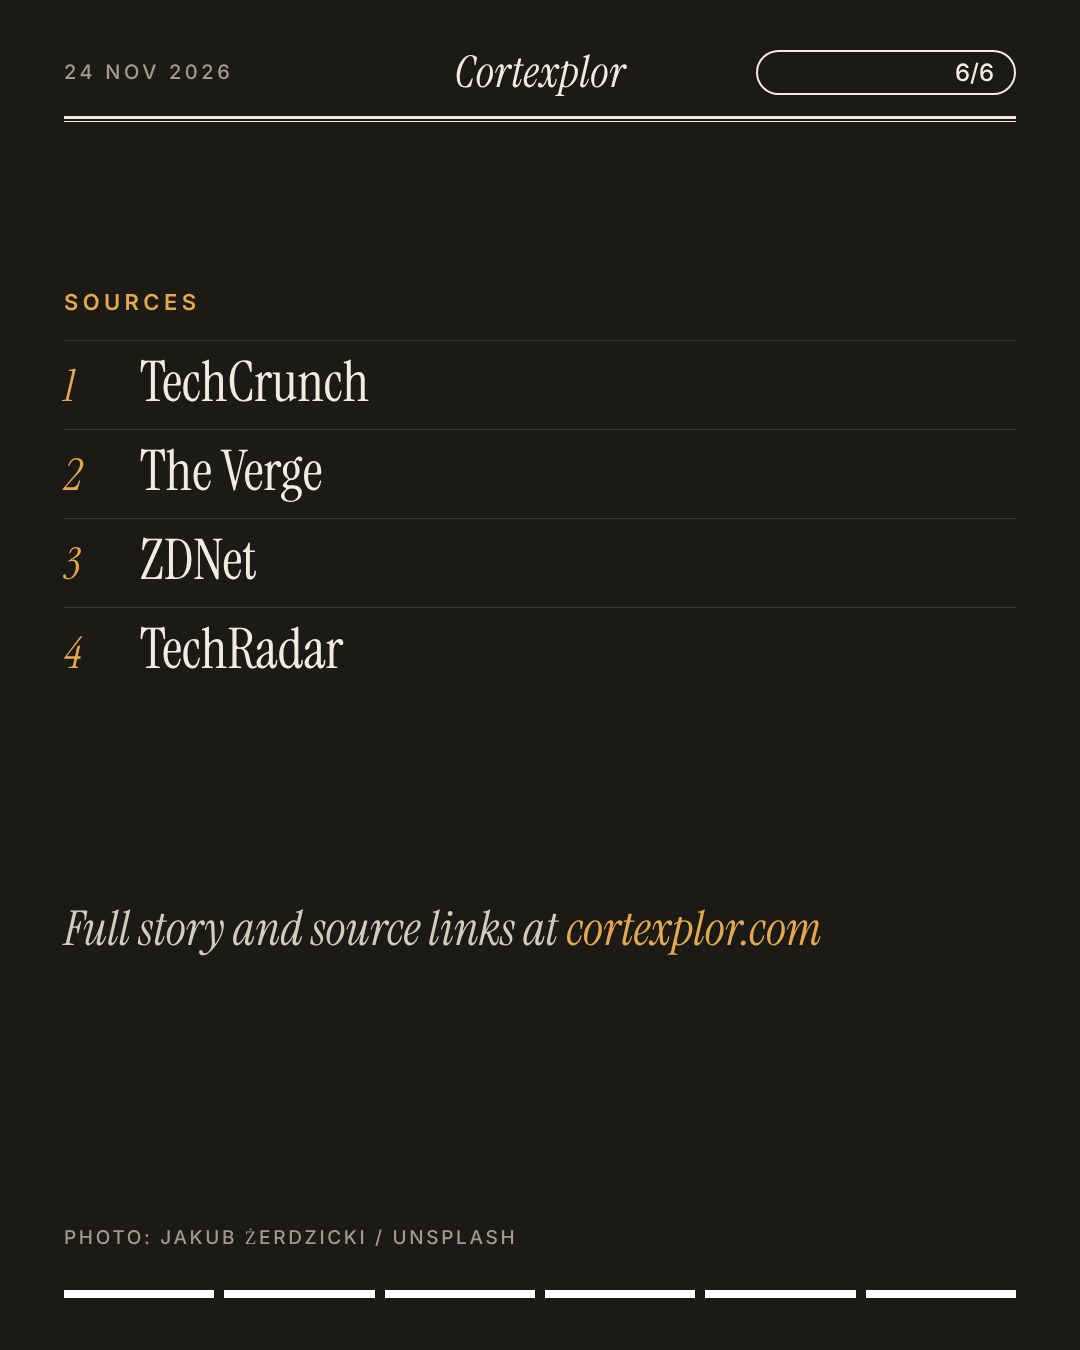 24 NOV 2026
Cortexplor
6/6
SOURCES
1 TechCrunch
2 The Verge
3 ZDNet
4 TechRadar
Full story and source links at cortexplor.com
PHOTO: JAKUB ŻERDZICKI / UNSPLASH